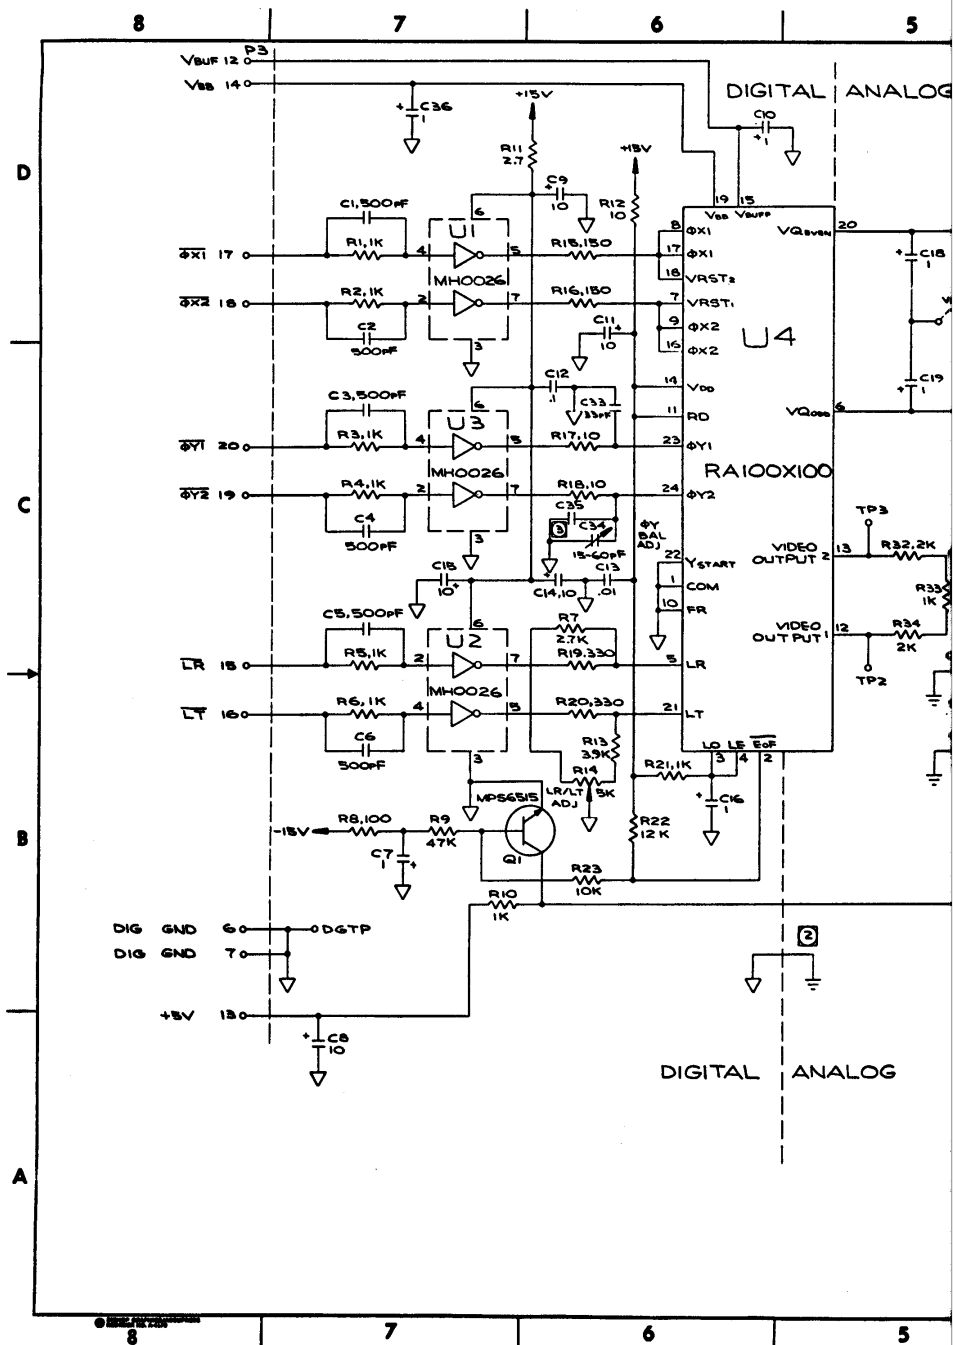 8 7 6 5
P3
VBUF 12
VBB 14
C36
1
+15V
R11
2.7
+15V
DIGITAL ANALOG
C10
1
D
C9
10
R12
10
19 15
VBB VBUFF
C1,500PF
R1,1K
ΦX1 17
4
6
U1
5
R15,150
8 ΦX1
17 ΦX1
18 VRST2
VQEVEN 20
C18
1
MH0026
R2,1K
ΦX2 18
2
7
R16,150
7 VRST1
9 ΦX2
16 ΦX2
U4
C2
500PF
3
C11
10
C12
.1
C33
33PF
14 VDD
11 RD
C19
1
VQODD 6
C3,500PF
R3,1K
ΦY1 20
4
6
U3
5
R17,10
23 ΦY1
MH0026
RA100X100
R4,1K
ΦY2 19
2
7
R18,10
24 ΦY2
C
C4
500PF
3
C35
3
C34
15-60PF
ΦY
BAL
ADJ
TP3
VIDEO
OUTPUT 2
13
R32,2K
22 YSTART
1 COM
10 FR
C15
10
C14,10
C13
.01
R33
1K
C5,500PF
R5,1K
LR 15
2
6
U2
7
R7
2.7K
R19,330
5 LR
VIDEO
OUTPUT 1
12
R34
2K
TP2
MH0026
R6,1K
LT 16
4
5
R20,330
21 LT
C6
500PF
3
R13
3.9K
R14
5K
LR/LT
ADJ
LO LE EOF
3 4 2
R21,1K
C16
1
MPS6515
Q1
-15V
R8,100
R9
47K
C7
1
R22
12K
B
R23
10K
R10
1K
DIG GND 6
DGTP
DIG GND 7
2
+5V 13
C8
10
DIGITAL ANALOG
A
8 7 6 5